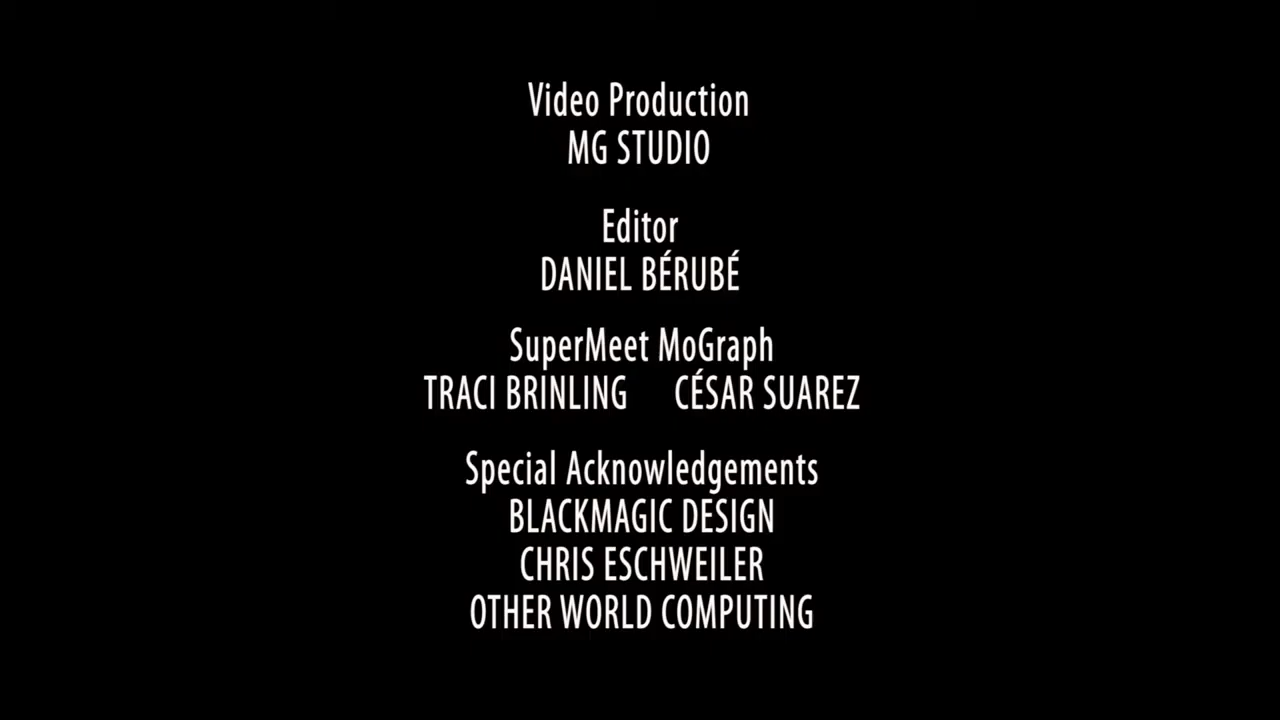 Video Production
MG STUDIO
Editor
DANIEL BÉRUBÉ
SuperMeet MoGraph
TRACI BRINLING CÉSAR SUAREZ
Special Acknowledgements
BLACKMAGIC DESIGN
CHRIS ESCHWEILER
OTHER WORLD COMPUTING